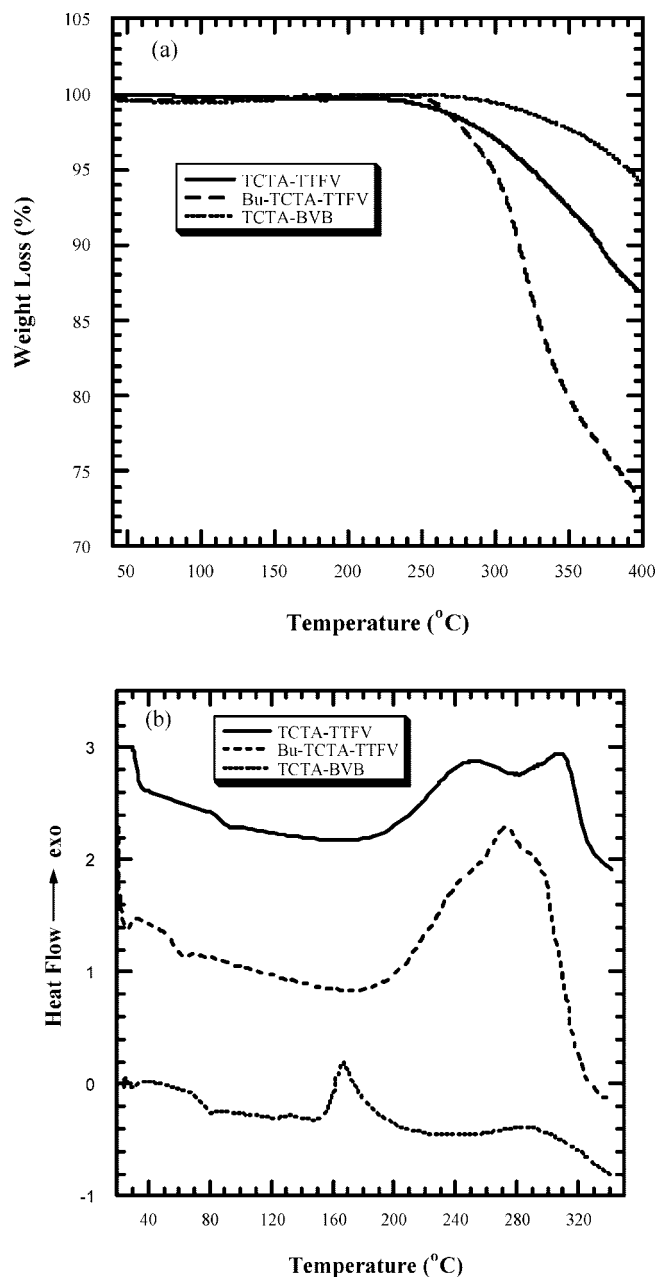 105
(a)
100
95
90
85
80
75
70
TCTA-TTFV
Bu-TCTA-TTFV
TCTA-BVB
Weight Loss (%)
50 100 150 200 250 300 350 400
Temperature (°C)
(b)
3
2
1
0
-1
TCTA-TTFV
Bu-TCTA-TTFV
TCTA-BVB
Heat Flow → exo
40 80 120 160 200 240 280 320
Temperature (°C)